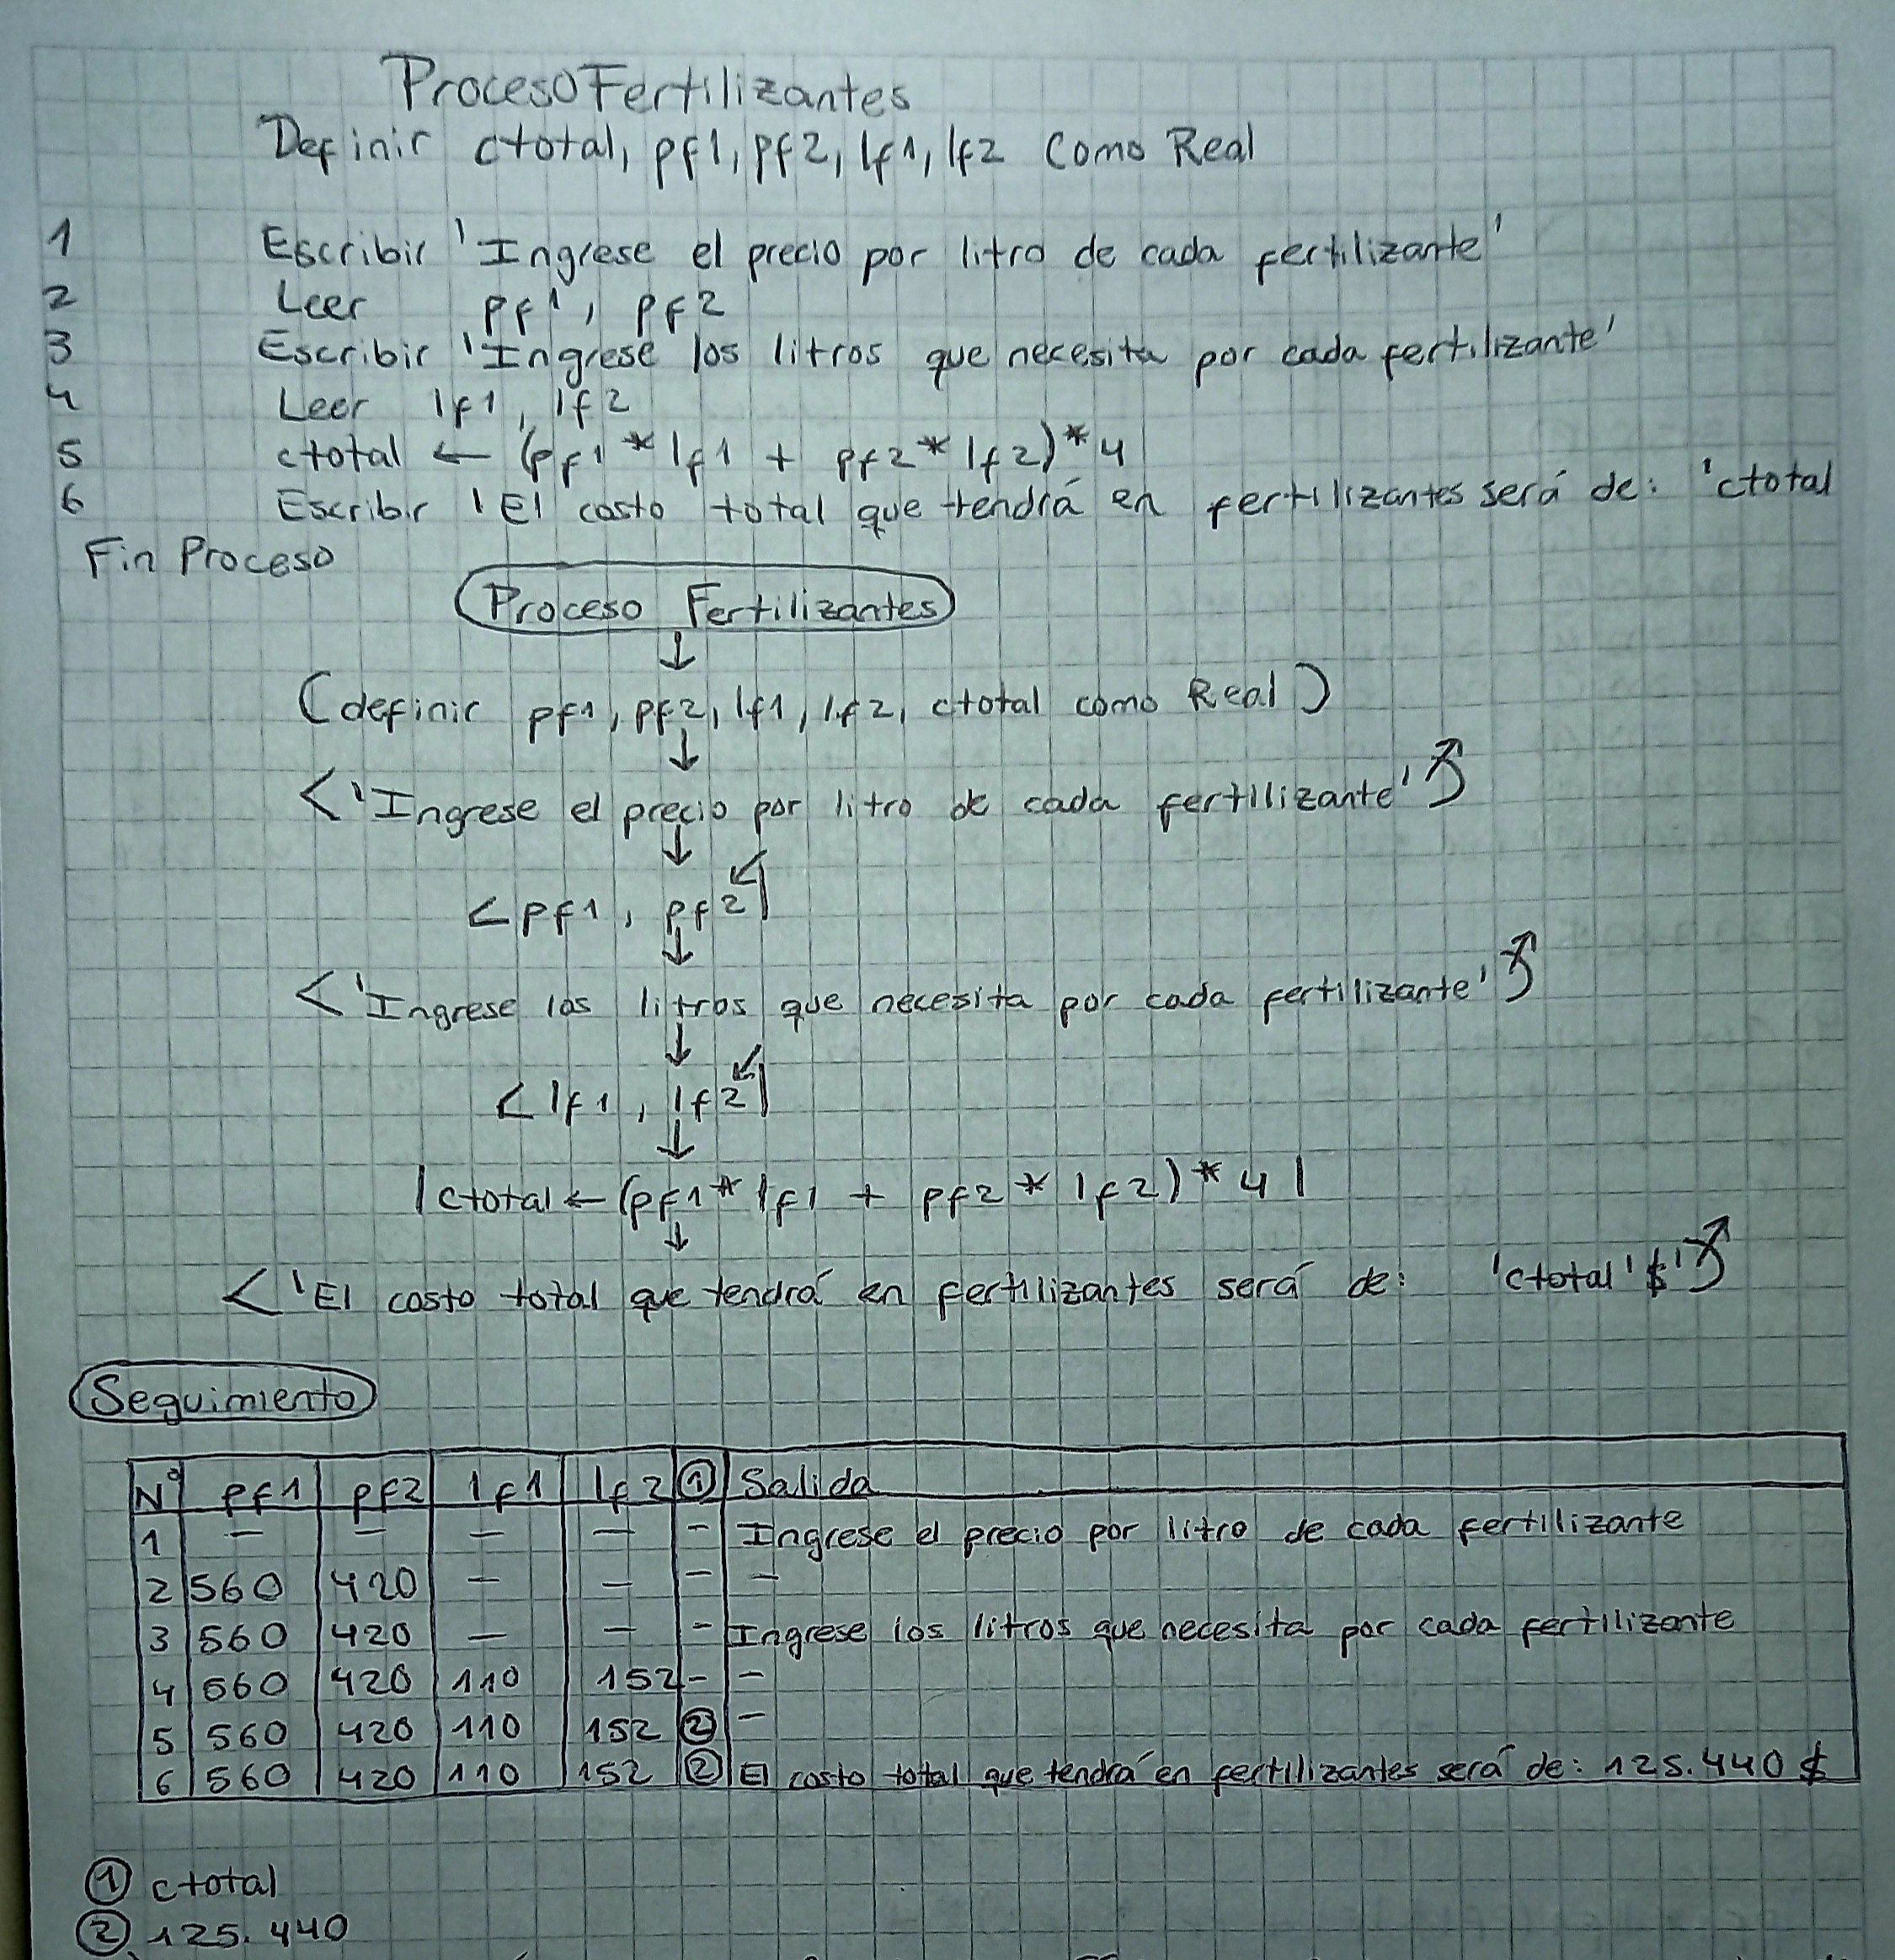 Proceso Fertilizantes
Definir ctotal, pf1, pf2, lf1, lf2 como Real
1 Escribir 'Ingrese el precio por litro de cada fertilizante'
2 Leer pf1, pf2
3 Escribir 'Ingrese los litros que necesita por cada fertilizante'
4 Leer lf1, lf2
5 ctotal ← (pf1 * lf1 + pf2 * lf2) * 4
6 Escribir 'El costo total que tendrá en fertilizantes será de: 'ctotal
Fin Proceso
Proceso Fertilizantes
(definir pf1, pf2, lf1, lf2, ctotal como Real)
<'Ingrese el precio por litro de cada fertilizante'
<pf1, pf2|
<'Ingrese los litros que necesita por cada fertilizante'
<lf1, lf2|
|ctotal ← (pf1 * lf1 + pf2 * lf2) * 4|
<'El costo total que tendrá en fertilizantes será de: 'ctotal'$'
Seguimiento
N° pf1 pf2 lf1 lf2 ① Salida
1 – – – – – Ingrese el precio por litro de cada fertilizante
2 560 420 – – – –
3 560 420 – – – Ingrese los litros que necesita por cada fertilizante
4 560 420 110 152 – –
5 560 420 110 152 ② –
6 560 420 110 152 ② El costo total que tendrá en fertilizantes será de: 125.440 $
① ctotal
② 125.440